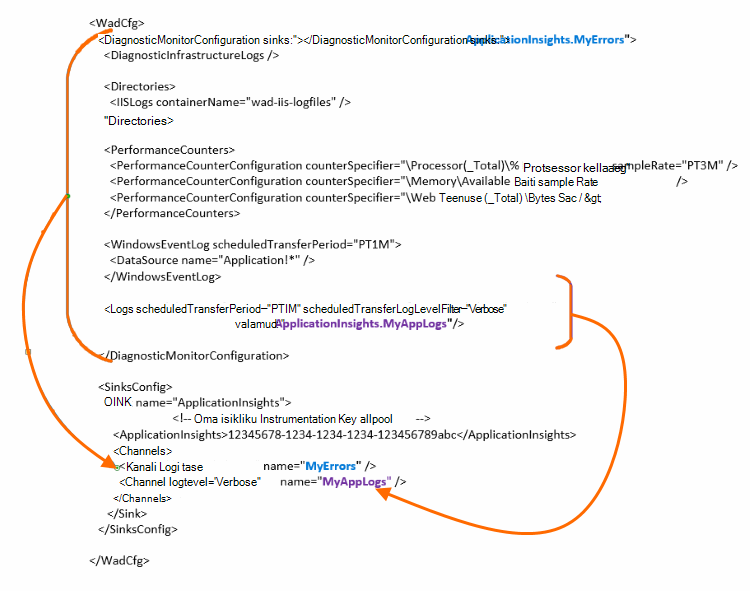 <WadCfg>
<DiagnosticMonitorConfiguration sinks:"></DiagnosticMonitorConfiguration sinks:"> ApplicationInsights.MyErrors">
<DiagnosticInfrastructureLogs />
<Directories>
<IISLogs containerName="wad-iis-logfiles" />
"Directories>
<PerformanceCounters>
<PerformanceCounterConfiguration counterSpecifier="\Processor(_Total)\% Protsessor kellaaeg" sampleRate="PT3M" />
<PerformanceCounterConfiguration counterSpecifier="\Memory\Available Baiti sample Rate />
<PerformanceCounterConfiguration counterSpecifier="\Web Teenuse (_Total) \Bytes Sac / &gt;
</PerformanceCounters>
<WindowsEventLog scheduledTransferPeriod="PT1M">
<DataSource name="Application!*" />
</WindowsEventLog>
<Logs scheduledTransferPeriod="PTIM" scheduledTransferLogLevelFilter="Verbose"
valamud" ApplicationInsights.MyAppLogs"/>
</DiagnosticMonitorConfiguration>
<SinksConfig>
OINK name="ApplicationInsights">
<!-- Oma isikliku Instrumentation Key allpool -->
<ApplicationInsights>12345678-1234-1234-1234-123456789abc</ApplicationInsights>
<Channels>
<Kanali Logi tase name="MyErrors" />
<Channel logtevel="Verbose" name="MyAppLogs" />
</Channels>
</Sink>
</SinksConfig>
</WadCfg>